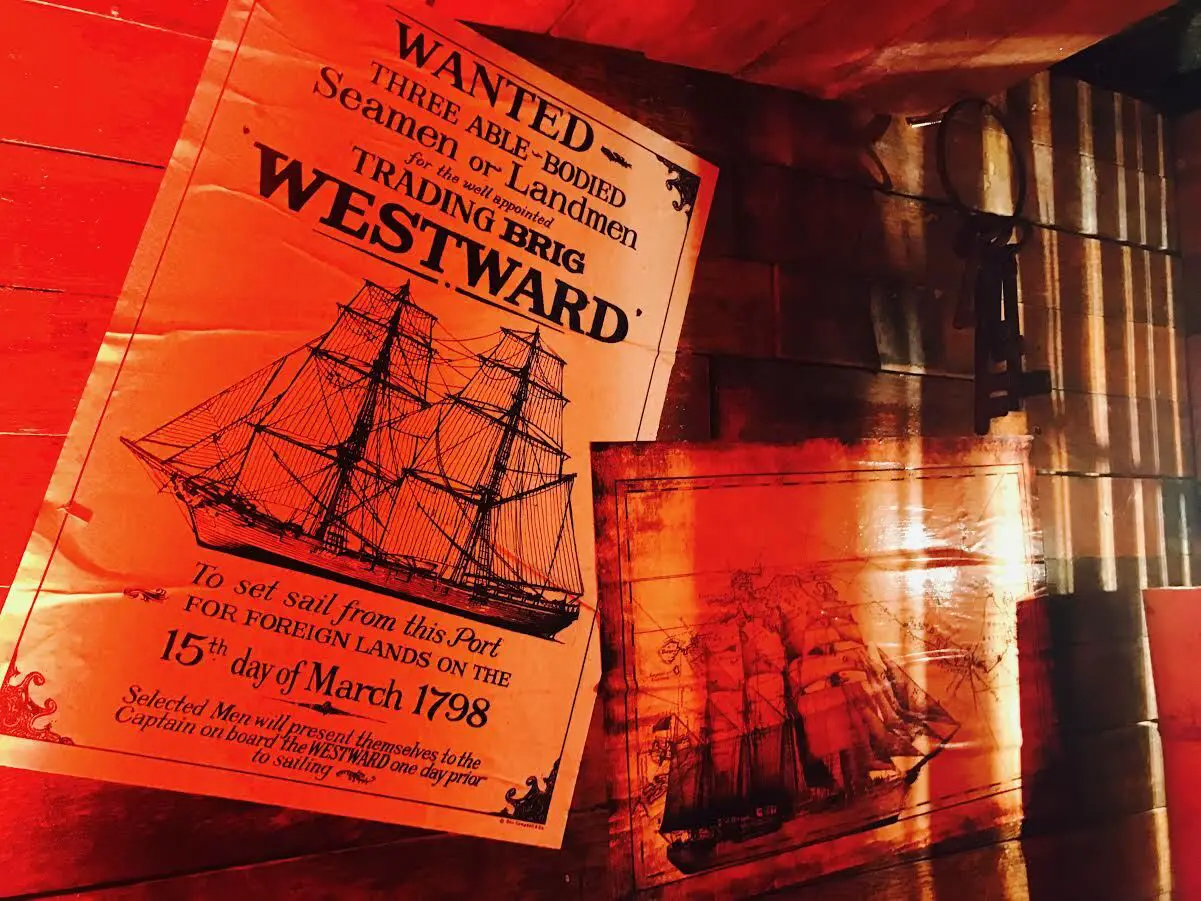 WANTED
THREE ABLE-BODIED
Seamen or Landmen
for the well appointed
TRADING BRIG
WESTWARD
To set sail from this Port
FOR FOREIGN LANDS ON THE
15th day of March 1798
Selected Men will present themselves to the
Captain on board the WESTWARD one day prior
to sailing